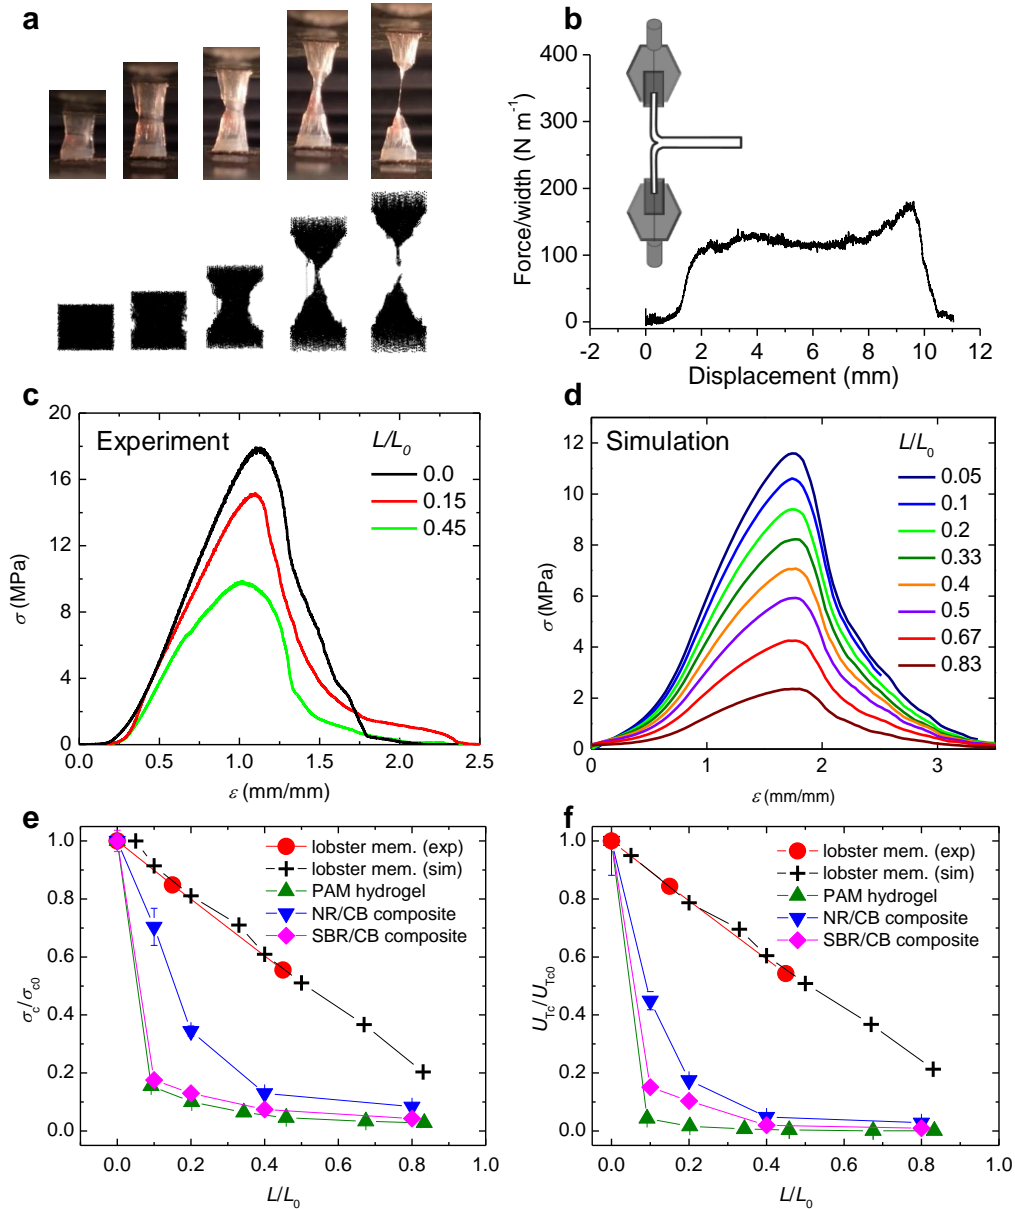 a
b
400
300
200
100
0
-2
0
2
4
6
8
10
12
Force/width (N m⁻¹)
Displacement (mm)
c
Experiment
L/L₀
0.0
0.15
0.45
20
16
12
8
4
0
0.0
0.5
1.0
1.5
2.0
2.5
σ (MPa)
ε (mm/mm)
d
Simulation
L/L₀
0.05
0.1
0.2
0.33
0.4
0.5
0.67
0.83
12
10
8
6
4
2
0
0
1
2
3
σ (MPa)
ε (mm/mm)
e
lobster mem. (exp)
lobster mem. (sim)
PAM hydrogel
NR/CB composite
SBR/CB composite
1.0
0.8
0.6
0.4
0.2
0.0
0.0
0.2
0.4
0.6
0.8
1.0
σc/σc0
L/L₀
f
lobster mem. (exp)
lobster mem. (sim)
PAM hydrogel
NR/CB composite
SBR/CB composite
1.0
0.8
0.6
0.4
0.2
0.0
0.0
0.2
0.4
0.6
0.8
1.0
UTc/UTc0
L/L₀